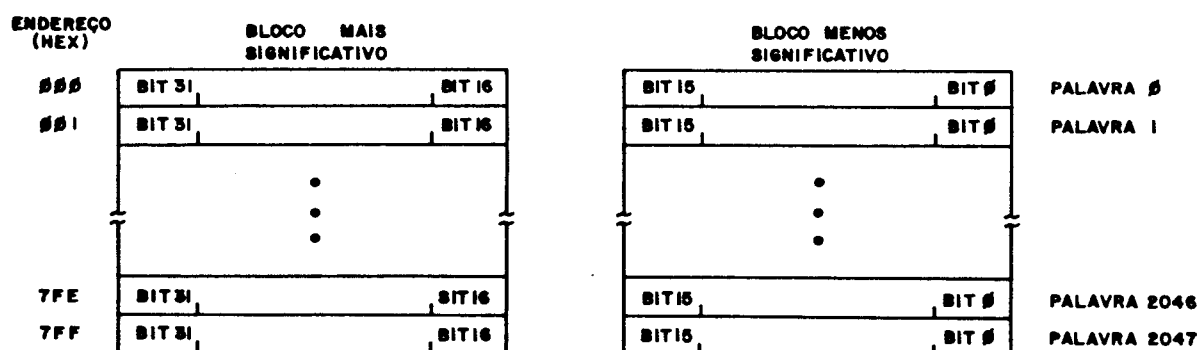 ENDEREÇO
(HEX)
BLOCO MAIS
SIGNIFICATIVO
BLOCO MENOS
SIGNIFICATIVO
ØØØ BIT 31 BIT 16 BIT 15 BIT Ø PALAVRA Ø
ØØ1 BIT 31 BIT 16 BIT 15 BIT Ø PALAVRA 1
7FE BIT 31 BIT 16 BIT 15 BIT Ø PALAVRA 2046
7FF BIT 31 BIT 16 BIT 15 BIT Ø PALAVRA 2047